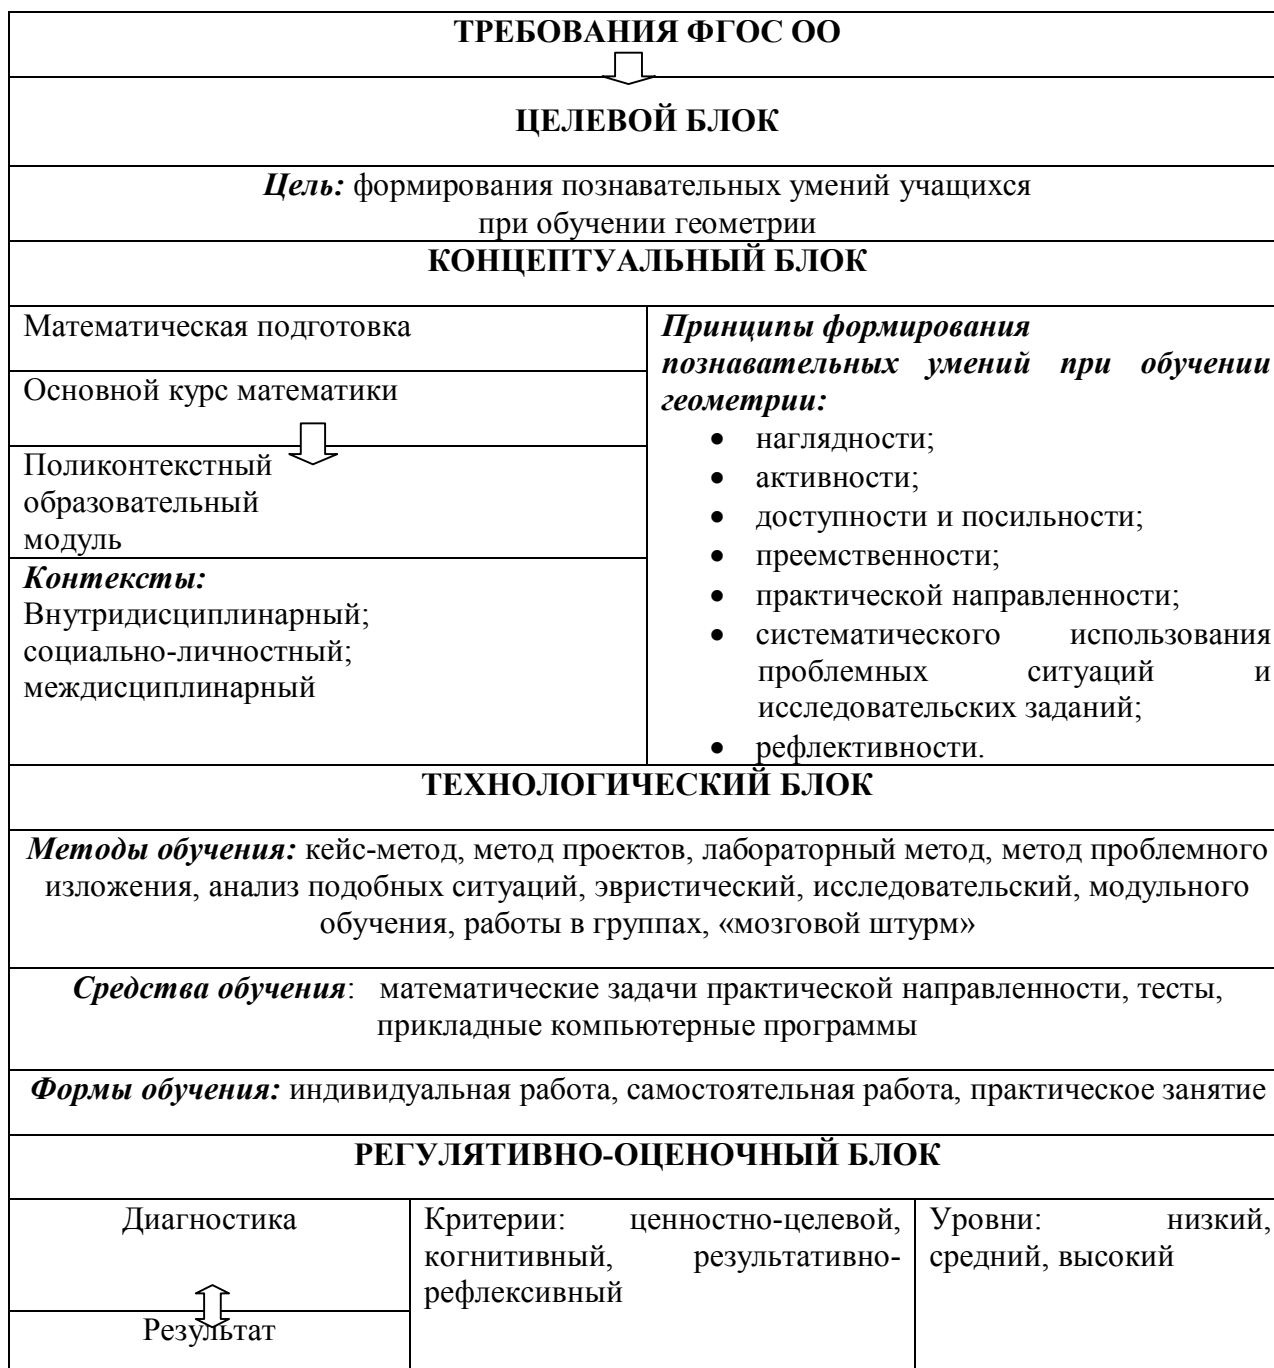 ТРЕБОВАНИЯ ФГОС ОО
ЦЕЛЕВОЙ БЛОК
Цель: формирования познавательных умений учащихся
при обучении геометрии
КОНЦЕПТУАЛЬНЫЙ БЛОК
Математическая подготовка
Основной курс математики
Поликонтекстный
образовательный
модуль
Контексты:
Внутридисциплинарный;
социально-личностный;
междисциплинарный
Принципы формирования
познавательных умений при обучении
геометрии:
• наглядности;
• активности;
• доступности и посильности;
• преемственности;
• практической направленности;
• систематического использования
проблемных ситуаций и
исследовательских заданий;
• рефлективности.
ТЕХНОЛОГИЧЕСКИЙ БЛОК
Методы обучения: кейс-метод, метод проектов, лабораторный метод, метод проблемного
изложения, анализ подобных ситуаций, эвристический, исследовательский, модульного
обучения, работы в группах, «мозговой штурм»
Средства обучения: математические задачи практической направленности, тесты,
прикладные компьютерные программы
Формы обучения: индивидуальная работа, самостоятельная работа, практическое занятие
РЕГУЛЯТИВНО-ОЦЕНОЧНЫЙ БЛОК
Диагностика
Результат
Критерии: ценностно-целевой,
когнитивный, результативно-
рефлексивный
Уровни: низкий,
средний, высокий